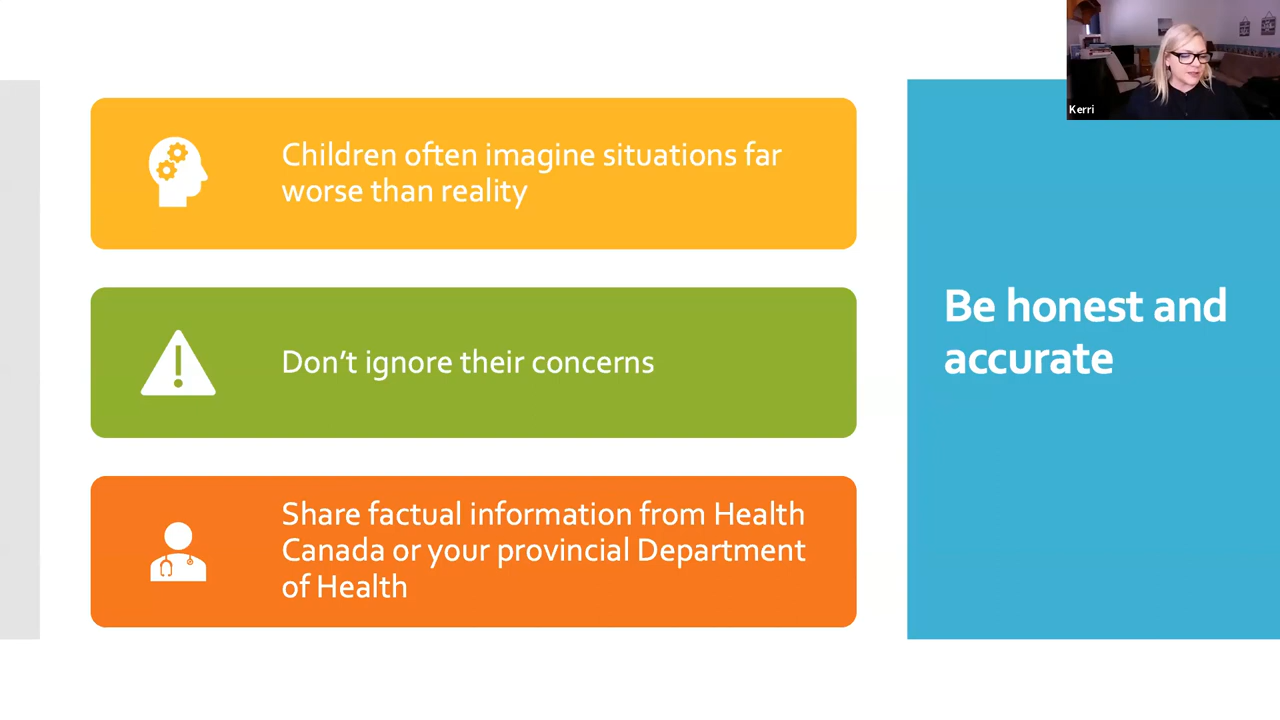 Kerri
Children often imagine situations far
worse than reality
Don't ignore their concerns
Share factual information from Health
Canada or your provincial Department
of Health
Be honest and
accurate